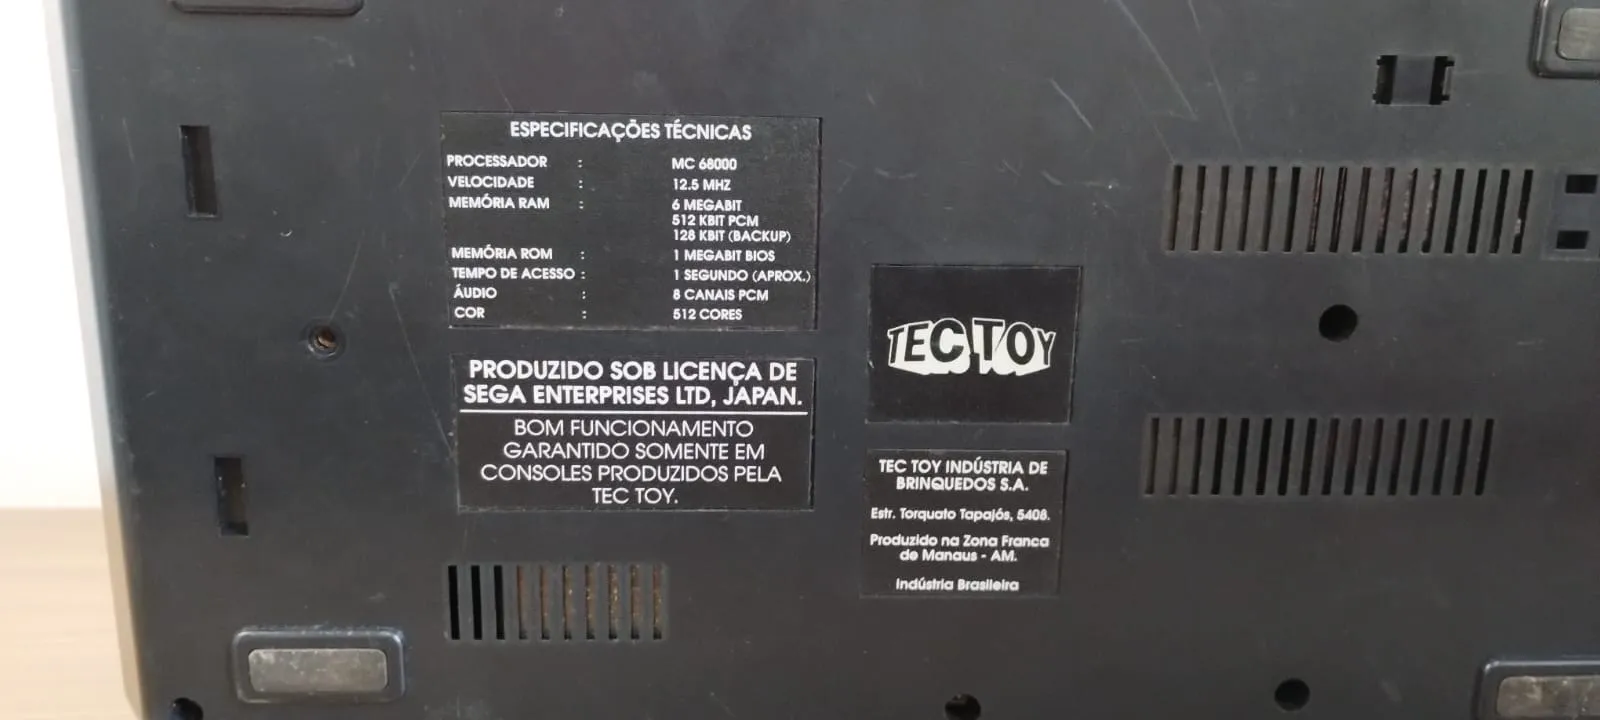 ESPECIFICAÇÕES TÉCNICAS
PROCESSADOR : MC 68000
VELOCIDADE : 12.5 MHZ
MEMÓRIA RAM : 6 MEGABIT
512 KBIT PCM
128 KBIT (BACKUP)
MEMÓRIA ROM : 1 MEGABIT BIOS
TEMPO DE ACESSO : 1 SEGUNDO (APROX.)
ÁUDIO : 8 CANAIS PCM
COR : 512 CORES
PRODUZIDO SOB LICENÇA DE
SEGA ENTERPRISES LTD, JAPAN.
BOM FUNCIONAMENTO
GARANTIDO SOMENTE EM
CONSOLES PRODUZIDOS PELA
TEC TOY.
TEC TOY
TEC TOY INDÚSTRIA DE
BRINQUEDOS S.A.
Estr. Torquato Tapajós, 5408.
Produzido na Zona Franca
de Manaus - AM.
Indústria Brasileira